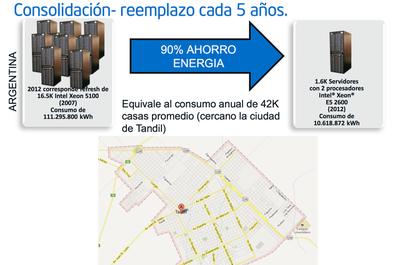 Consolidación- reemplazo cada 5 años.
ARGENTINA
2012 corresponde refresh de
16.5K Intel Xeon 5100
(2007)
Consumo de
111.295.800 kWh
90% AHORRO
ENERGIA
Equivale al consumo anual de 42K
casas promedio (cercano la ciudad
de Tandil)
1.6K Servidores
con 2 procesadores
Intel® Xeon®
E5 2600
(2012)
Consumo de
10.618.872 kWh
Tandil